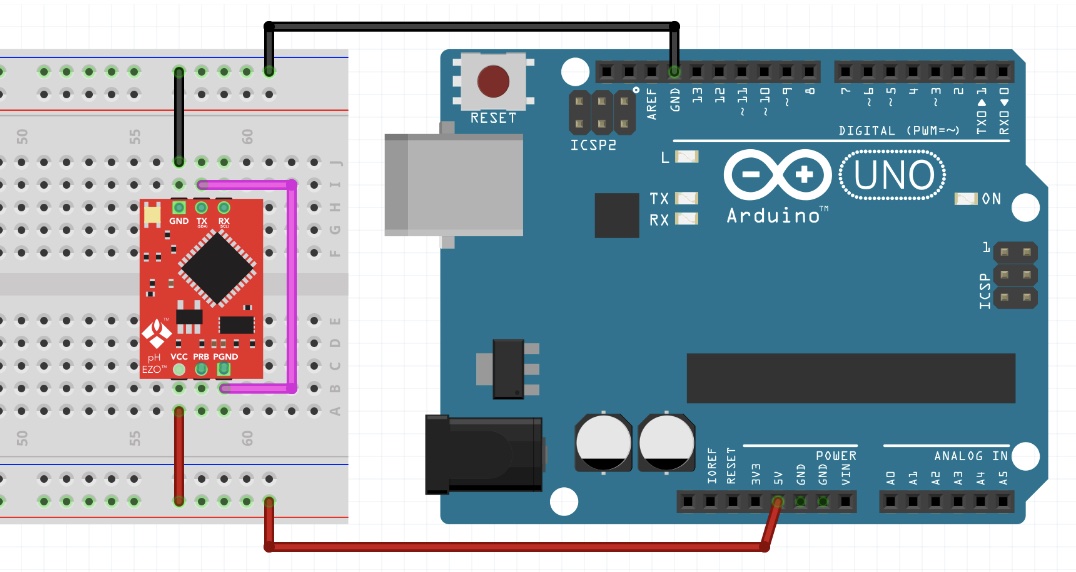 RESET
ICSP2
AREF
GND
13
12
~11
~10
~9
8
7
~6
~5
4
~3
2
TX0▶1
RX0◀0
DIGITAL (PWM=~)
L
TX
RX
Arduino™
UNO
ON
1
ICSP
IOREF
RESET
3V3
5V
GND
GND
VIN
POWER
ANALOG IN
A0
A1
A2
A3
A4
A5
50
55
60
J
I
H
G
F
E
D
C
B
A
50
55
60
GND TX RX
pH
EZO™
VCC PRB PGND